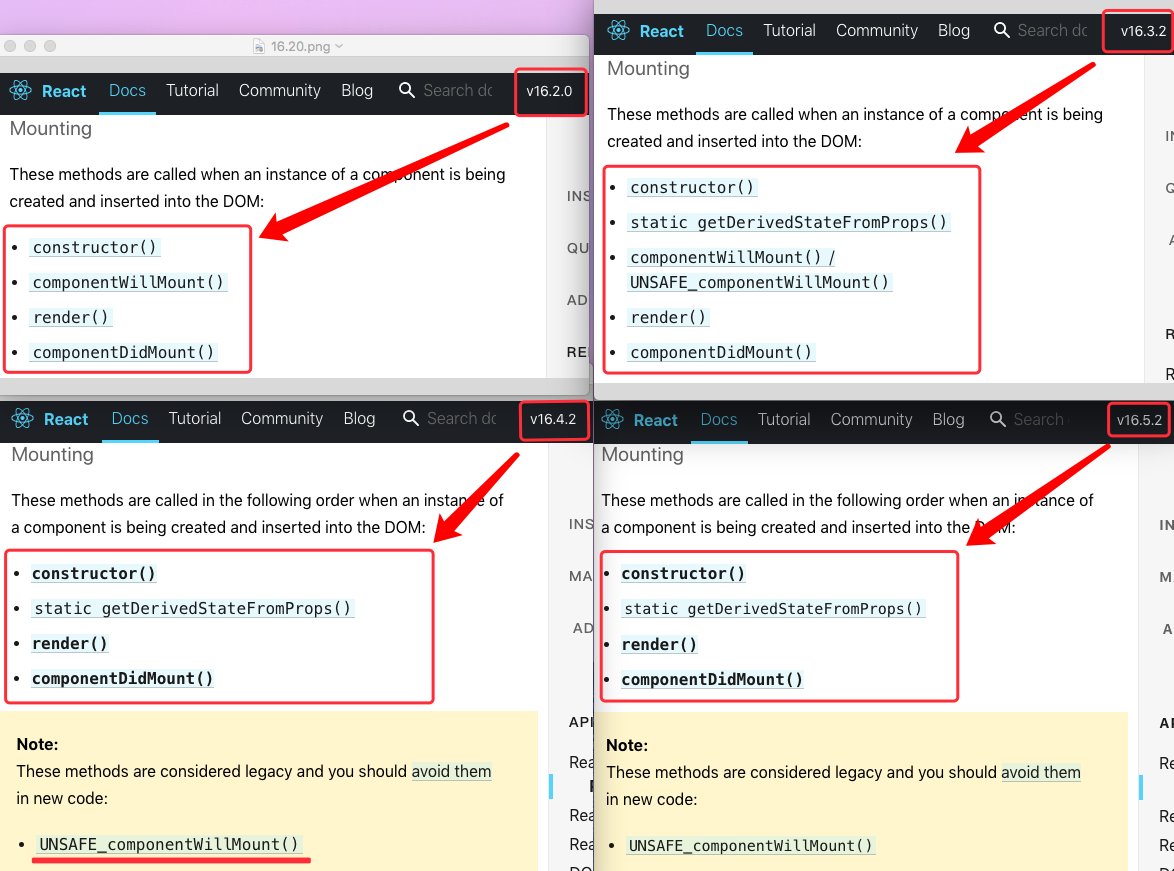 16.20.png
React Docs Tutorial Community Blog Search dc v16.2.0
Mounting
These methods are called when an instance of a component is being
created and inserted into the DOM:
constructor()
componentWillMount()
render()
componentDidMount()
INS
QU
AD
REI
React Docs Tutorial Community Blog Search dc v16.3.2
Mounting
These methods are called when an instance of a component is being
created and inserted into the DOM:
constructor()
static getDerivedStateFromProps()
componentWillMount() /
UNSAFE_componentWillMount()
render()
componentDidMount()
IN
Q
A
R
R
React Docs Tutorial Community Blog Search dc v16.4.2
Mounting
These methods are called in the following order when an instance of
a component is being created and inserted into the DOM:
constructor()
static getDerivedStateFromProps()
render()
componentDidMount()
Note:
These methods are considered legacy and you should avoid them
in new code:
UNSAFE_componentWillMount()
INS
MA
AD
API
Rea
Rea
Rea
React Docs Tutorial Community Blog Search v16.5.2
Mounting
These methods are called in the following order when an instance of
a component is being created and inserted into the DOM:
constructor()
static getDerivedStateFromProps()
render()
componentDidMount()
Note:
These methods are considered legacy and you should avoid them
in new code:
UNSAFE_componentWillMount()
IN
M
A
AI
Re
Re
Re